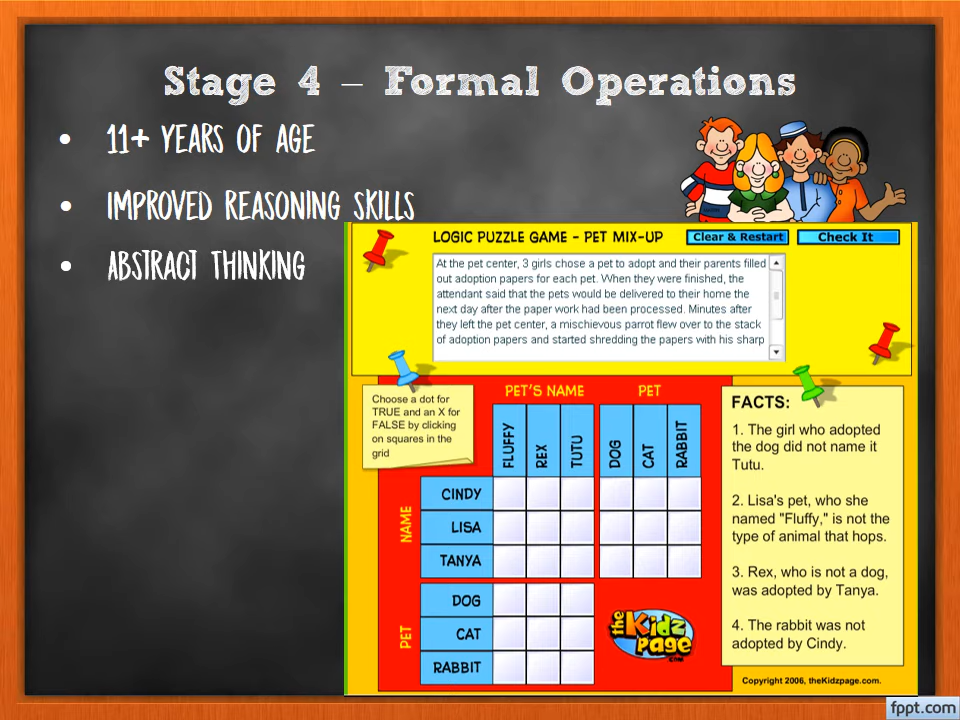 Stage 4 – Formal Operations
• 11+ YEARS OF AGE
• IMPROVED REASONING SKILLS
• ABSTRACT THINKING
LOGIC PUZZLE GAME - PET MIX-UP
Clear & Restart
Check It
At the pet center, 3 girls chose a pet to adopt and their parents filled
out adoption papers for each pet. When they were finished, the
attendant said that the pets would be delivered to their home the
next day after the paper work had been processed. Minutes after
they left the pet center, a mischievous parrot flew over to the stack
of adoption papers and started shredding the papers with his sharp
Choose a dot for
TRUE and an X for
FALSE by clicking
on squares in the
grid
PET'S NAME
PET
FLUFFY
REX
TUTU
DOG
CAT
RABBIT
NAME
CINDY
LISA
TANYA
PET
DOG
CAT
RABBIT
the
Kidz
Page
.COM
FACTS:
1. The girl who adopted
the dog did not name it
Tutu.
2. Lisa's pet, who she
named "Fluffy," is not the
type of animal that hops.
3. Rex, who is not a dog,
was adopted by Tanya.
4. The rabbit was not
adopted by Cindy.
Copyright 2006, theKidzpage.com.
fppt.com